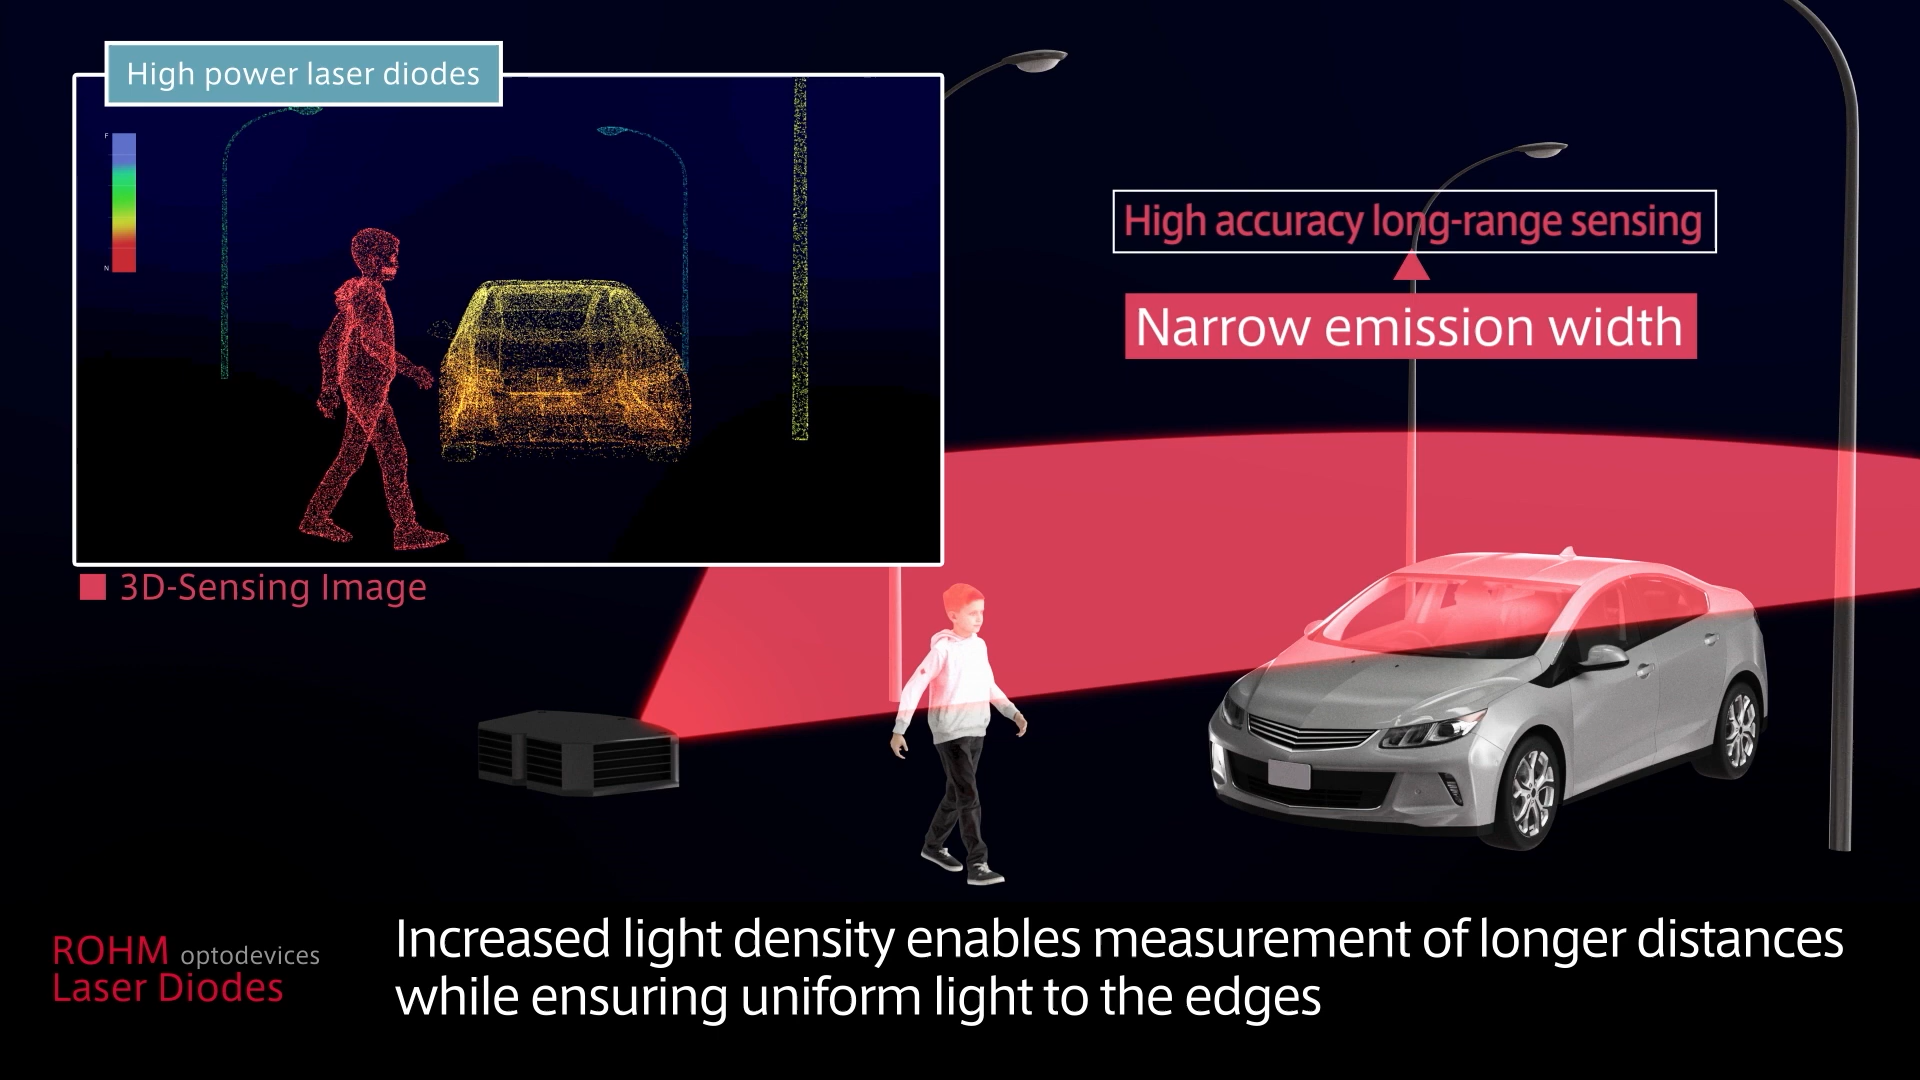 High power laser diodes
F
N
3D-Sensing Image
High accuracy long-range sensing
Narrow emission width
ROHM optodevices
Laser Diodes
Increased light density enables measurement of longer distances
while ensuring uniform light to the edges